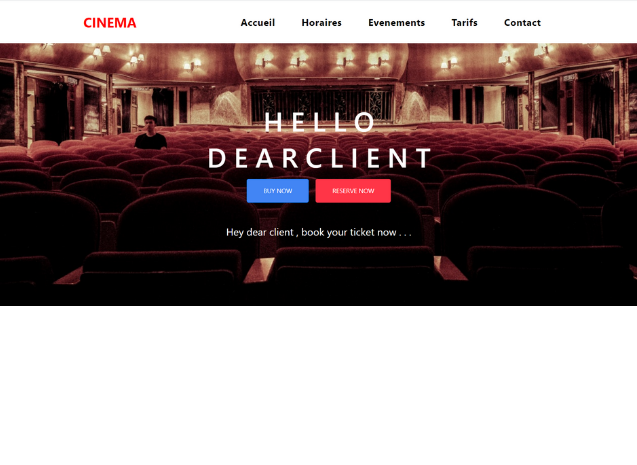 CINEMA Accueil Horaires Evenements Tarifs Contact
HELLO
DEARCLIENT
BUY NOW RESERVE NOW
Hey dear client , book your ticket now . . .